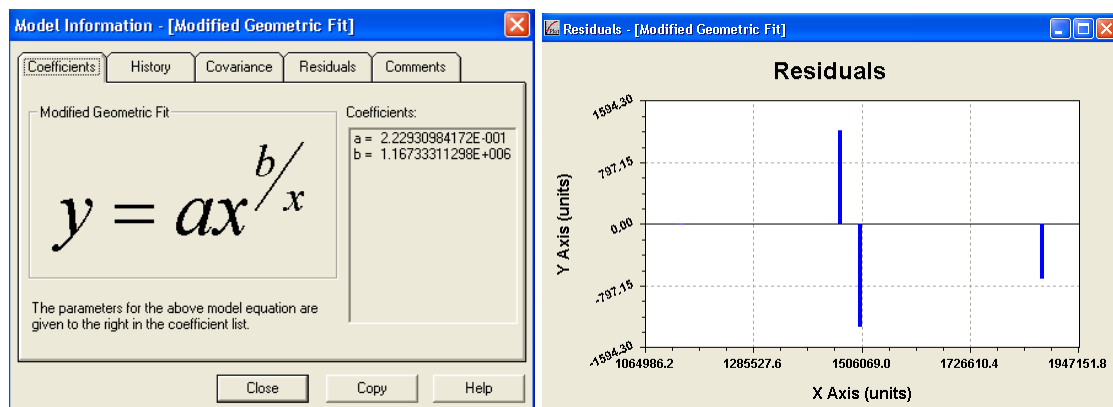 Model Information - [Modified Geometric Fit]
Coefficients History Covariance Residuals Comments
Modified Geometric Fit
y = ax^{b/x}
The parameters for the above model equation are
given to the right in the coefficient list.
Coefficients:
a = 2.22930984172E-001
b = 1.16733311298E+006
Close Copy Help
Residuals - [Modified Geometric Fit]
Residuals
Y Axis (units)
1594.30
797.15
0.00
-797.15
-1594.30
1064986.2 1285527.6 1506069.0 1726610.4 1947151.8
X Axis (units)